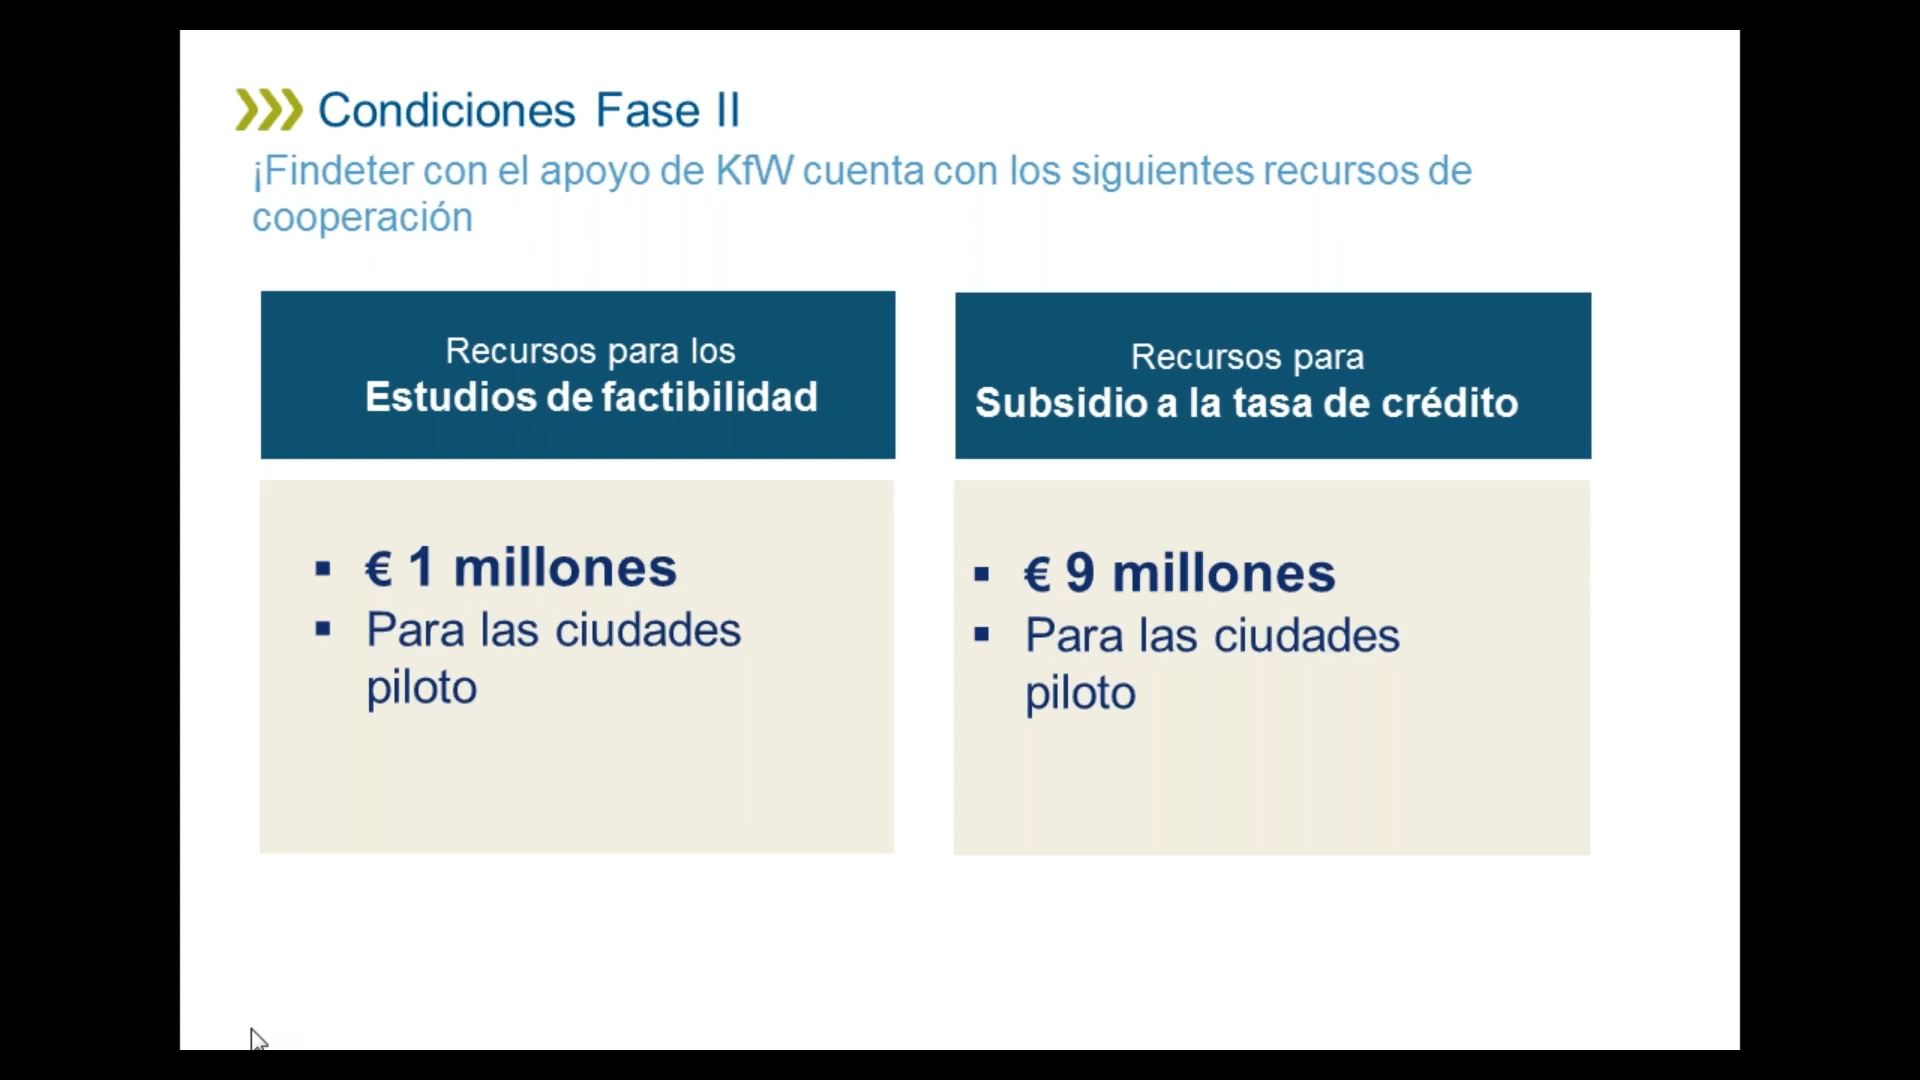 Condiciones Fase II
¡Findeter con el apoyo de KfW cuenta con los siguientes recursos de
cooperación
Recursos para los
Estudios de factibilidad
▪ € 1 millones
▪ Para las ciudades
piloto
Recursos para
Subsidio a la tasa de crédito
▪ € 9 millones
▪ Para las ciudades
piloto